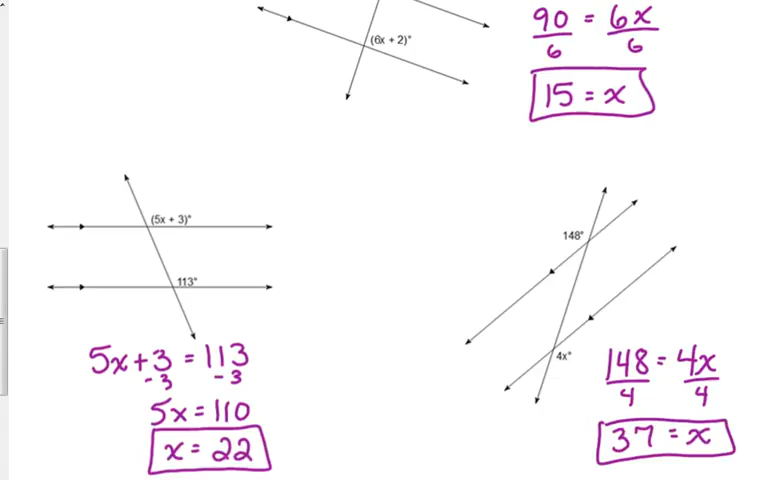 (6x + 2)°
90 = 6x
6 6
15 = x
(5x + 3)°
113°
5x + 3 = 113
- 3 - 3
5x = 110
x = 22
148°
4x°
148 = 4x
4 4
37 = x